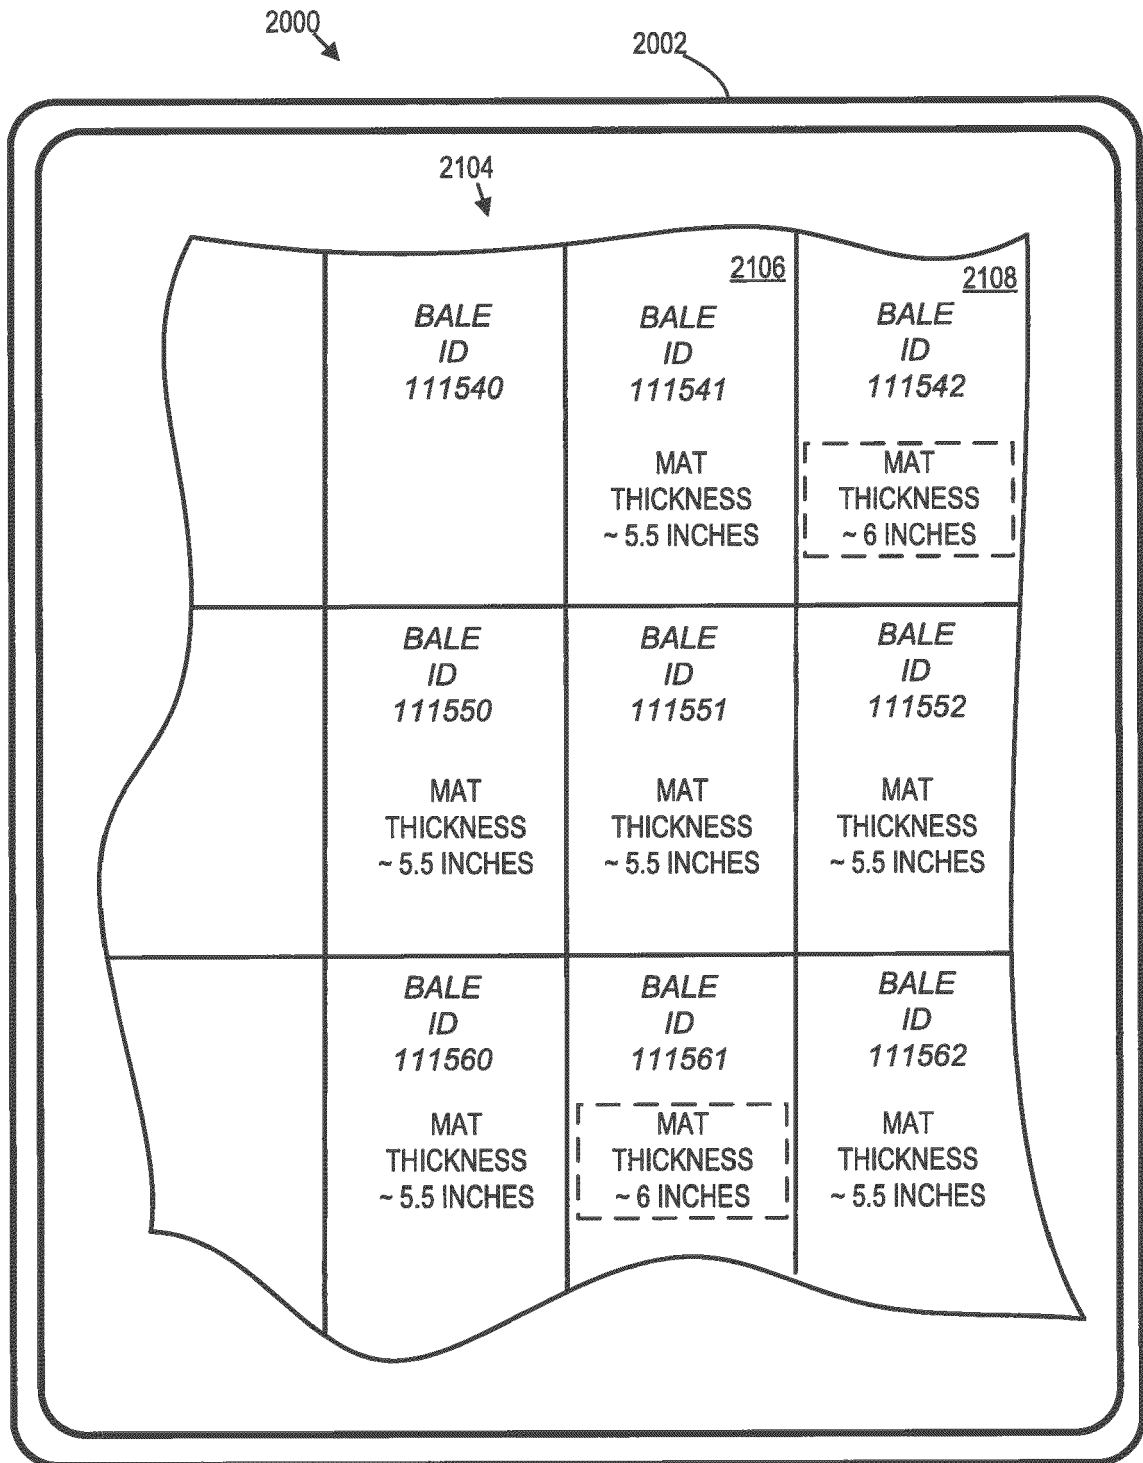 2000
2002
2104
2106
2108
BALE
ID
111540
BALE
ID
111541
MAT
THICKNESS
~ 5.5 INCHES
BALE
ID
111542
MAT
THICKNESS
~ 6 INCHES
BALE
ID
111550
MAT
THICKNESS
~ 5.5 INCHES
BALE
ID
111551
MAT
THICKNESS
~ 5.5 INCHES
BALE
ID
111552
MAT
THICKNESS
~ 5.5 INCHES
BALE
ID
111560
MAT
THICKNESS
~ 5.5 INCHES
BALE
ID
111561
MAT
THICKNESS
~ 6 INCHES
BALE
ID
111562
MAT
THICKNESS
~ 5.5 INCHES